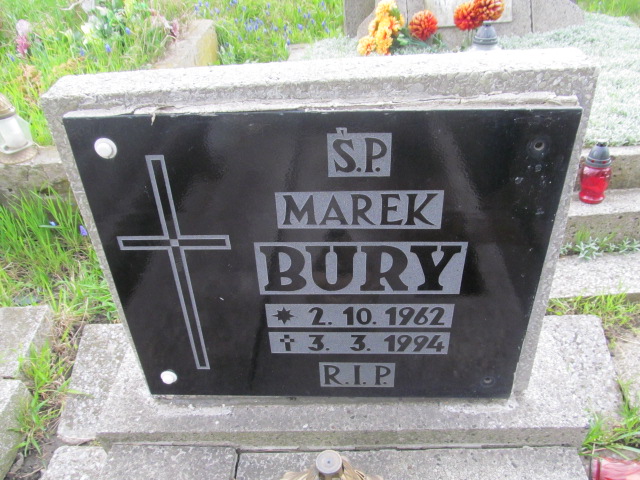 Ś.P.
MAREK
BURY
* 2. 10. 1962
† 3. 3. 1994
R.I.P.